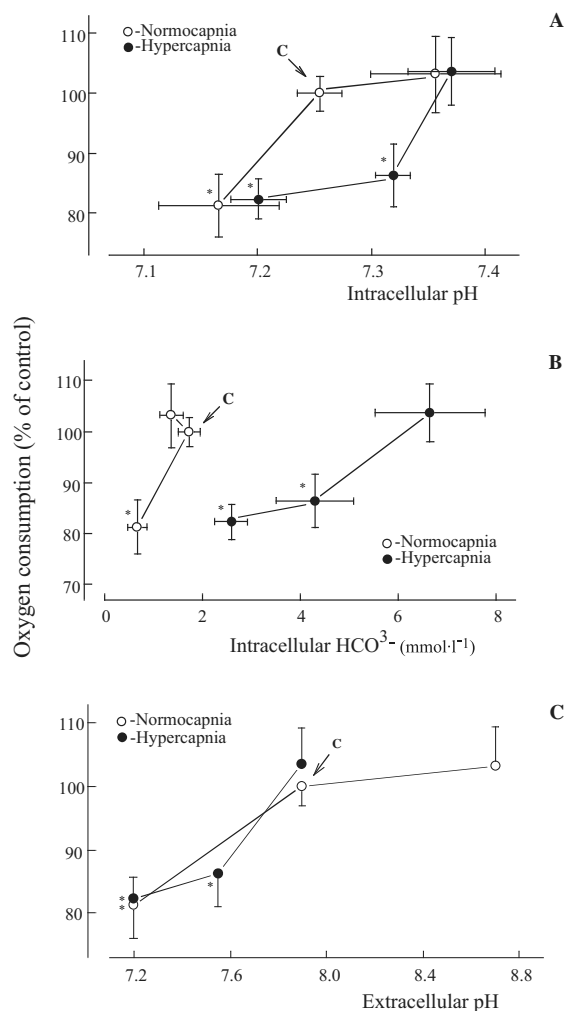 -Normocapnia
-Hypercapnia
A
C
110
100
90
80
*
*
*
7.1
7.2
7.3
7.4
Intracellular pH
Oxygen consumption (% of control)
B
C
110
100
90
80
70
*
*
*
-Normocapnia
-Hypercapnia
0
2
4
6
8
Intracellular HCO3- (mmol·l-1)
-Normocapnia
-Hypercapnia
C
C
110
100
90
80
*
*
*
7.2
7.6
8.0
8.4
8.8
Extracellular pH